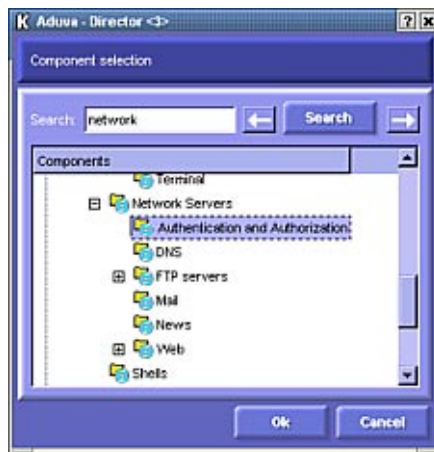 Aduva - Director <3>
Component selection
Search: network Search
Components
Terminal
Network Servers
Authentication and Authorization
DNS
FTP servers
Mail
News
Web
Shells
Ok Cancel